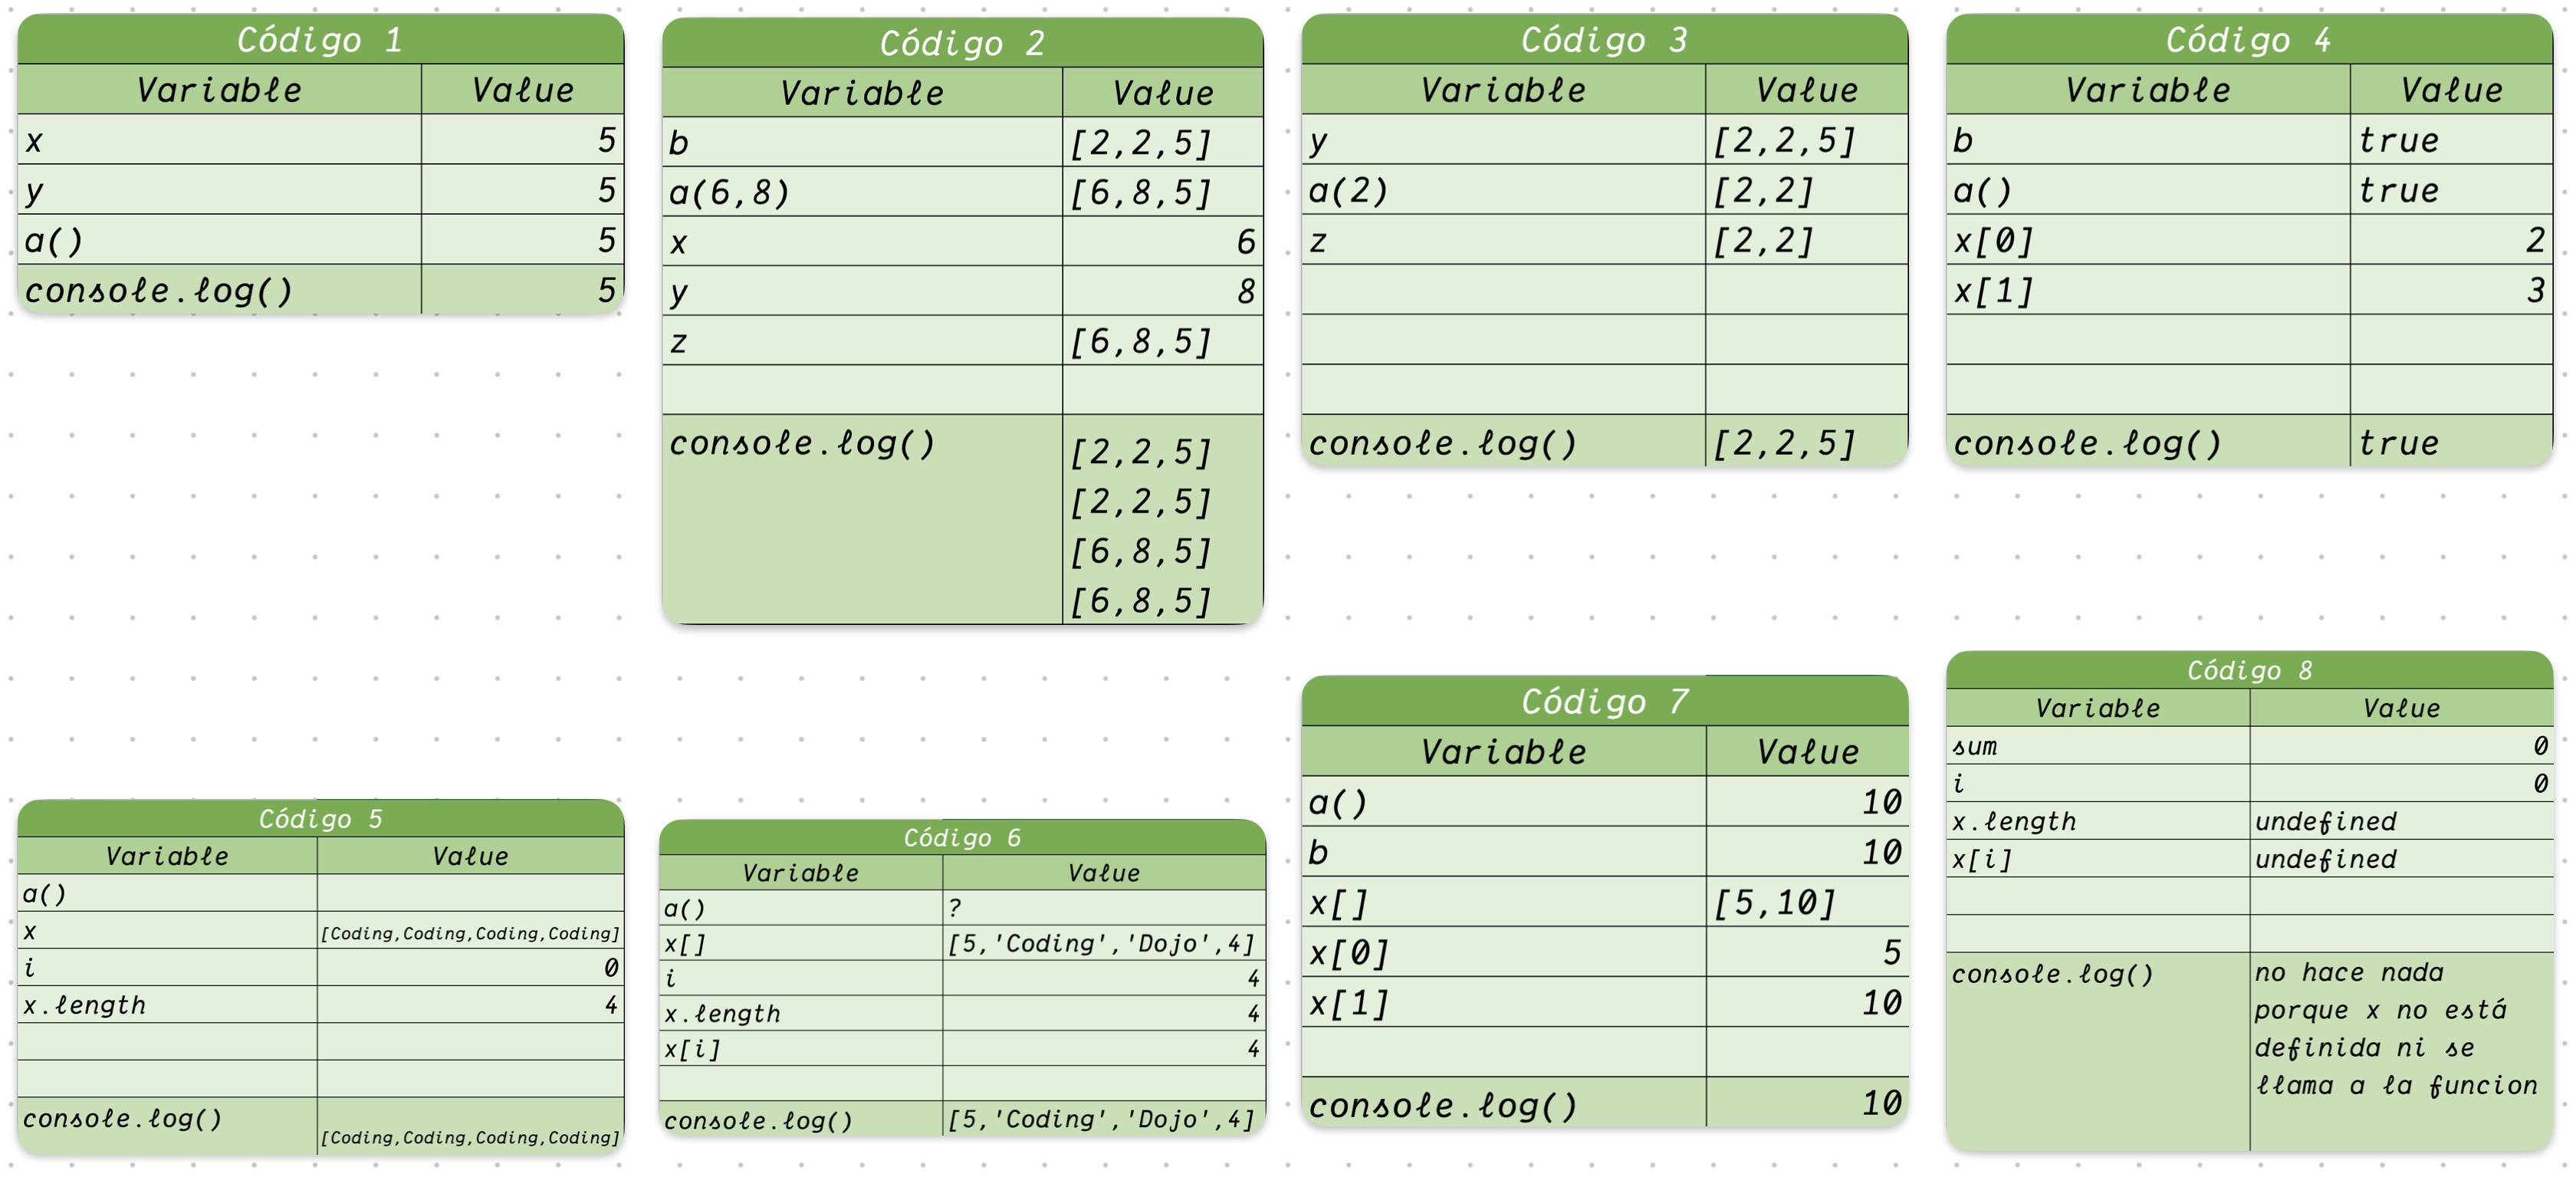 Código 1
Variable Value
x 5
y 5
a() 5
console.log() 5
Código 2
Variable Value
b [2,2,5]
a(6,8) [6,8,5]
x 6
y 8
z [6,8,5]
console.log() [2,2,5]
[2,2,5]
[6,8,5]
[6,8,5]
Código 3
Variable Value
y [2,2,5]
a(2) [2,2]
z [2,2]
console.log() [2,2,5]
Código 4
Variable Value
b true
a() true
x[0] 2
x[1] 3
console.log() true
Código 5
Variable Value
a()
x [Coding,Coding,Coding,Coding]
i 0
x.length 4
console.log()
[Coding,Coding,Coding,Coding]
Código 6
Variable Value
a() ?
x[] [5,'Coding','Dojo',4]
i 4
x.length 4
x[i] 4
console.log() [5,'Coding','Dojo',4]
Código 7
Variable Value
a() 10
b 10
x[] [5,10]
x[0] 5
x[1] 10
console.log() 10
Código 8
Variable Value
sum 0
i 0
x.length undefined
x[i] undefined
console.log() no hace nada
porque x no está
definida ni se
llama a la funcion